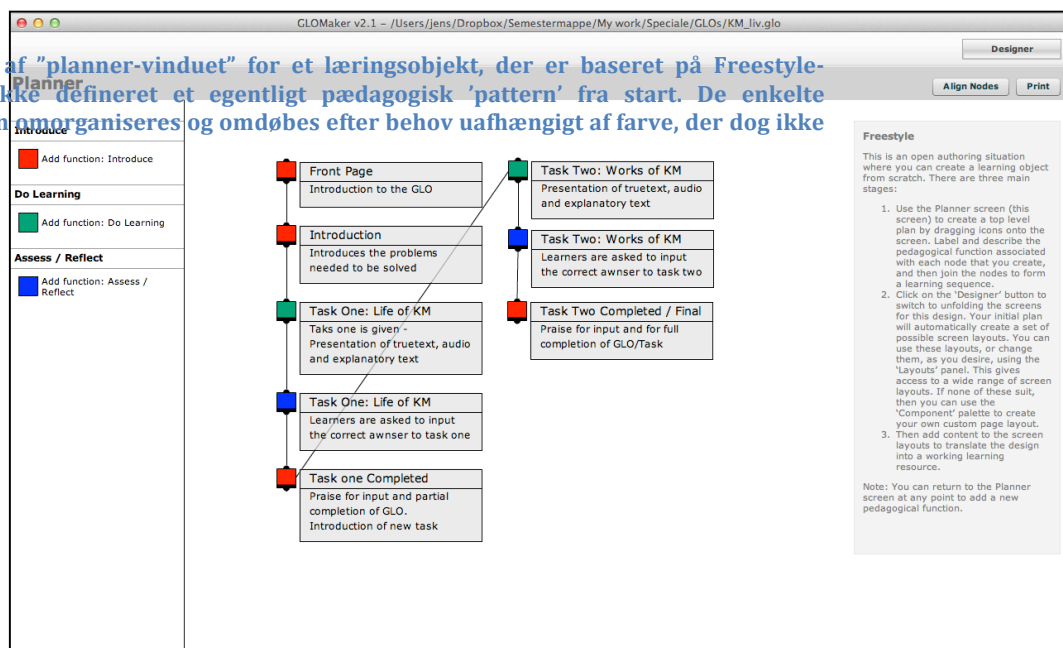 GLOMaker v2.1 – /Users/jens/Dropbox/Semestermappe/My work/Speciale/GLOs/KM_liv.glo
Designer
af ”planner-vinduet” for et læringsobjekt, der er baseret på Freestyle-
Planner
Align Nodes
Print
kke defineret et egentligt pædagogisk ’pattern’ fra start. De enkelte
n omorganiseres og omdøbes efter behov uafhængigt af farve, der dog ikke
Introduce
Add function: Introduce
Do Learning
Add function: Do Learning
Assess / Reflect
Add function: Assess /
Reflect
Front Page
Introduction to the GLO
Introduction
Introduces the problems
needed to be solved
Task One: Life of KM
Taks one is given -
Presentation of truetext, audio
and explanatory text
Task One: Life of KM
Learners are asked to input
the correct awnser to task one
Task one Completed
Praise for input and partial
completion of GLO.
Introduction of new task
Task Two: Works of KM
Presentation of truetext, audio
and explanatory text
Task Two: Works of KM
Learners are asked to input
the correct awnser to task two
Task Two Completed / Final
Praise for input and for full
completion of GLO/Task
Freestyle
This is an open authoring situation
where you can create a learning object
from scratch. There are three main
stages:
1. Use the Planner screen (this
screen) to create a top level
plan by dragging icons onto the
screen. Label and describe the
pedagogical function associated
with each node that you create,
and then join the nodes to form
a learning sequence.
2. Click on the ‘Designer’ button to
switch to unfolding the screens
for this design. Your initial plan
will automatically create a set of
possible screen layouts. You can
use these layouts, or change
them, as you desire, using the
‘Layouts’ panel. This gives
access to a wide range of screen
layouts. If none of these suit,
then you can use the
‘Component’ palette to create
your own custom page layout.
3. Then add content to the screen
layouts to translate the design
into a working learning
resource.
Note: You can return to the Planner
screen at any point to add a new
pedagogical function.